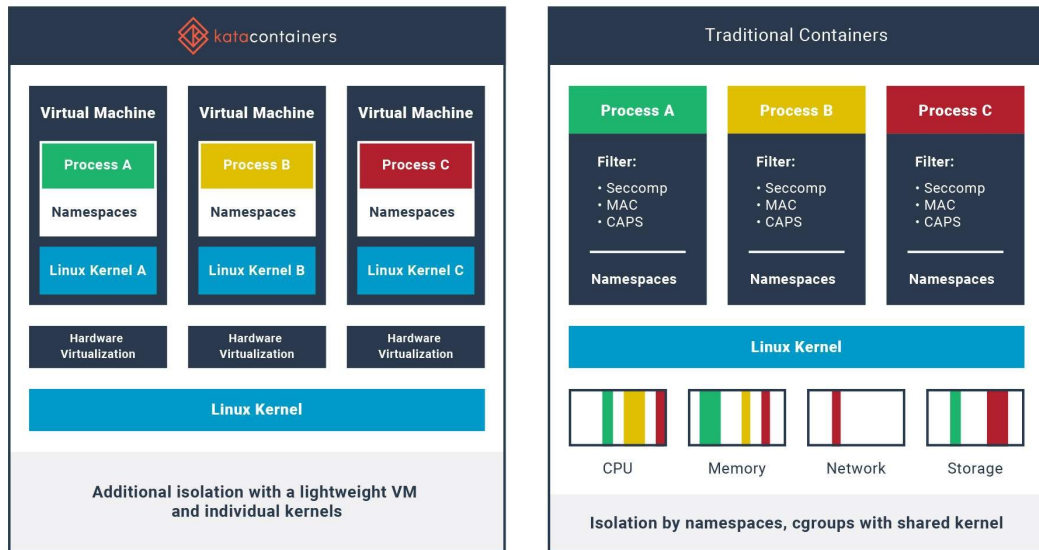 katacontainers
Virtual Machine
Process A
Namespaces
Linux Kernel A
Virtual Machine
Process B
Namespaces
Linux Kernel B
Virtual Machine
Process C
Namespaces
Linux Kernel C
Hardware
Virtualization
Hardware
Virtualization
Hardware
Virtualization
Linux Kernel
Additional isolation with a lightweight VM
and individual kernels
Traditional Containers
Process A
Filter:
• Seccomp
• MAC
• CAPS
Namespaces
Process B
Filter:
• Seccomp
• MAC
• CAPS
Namespaces
Process C
Filter:
• Seccomp
• MAC
• CAPS
Namespaces
Linux Kernel
CPU
Memory
Network
Storage
Isolation by namespaces, cgroups with shared kernel